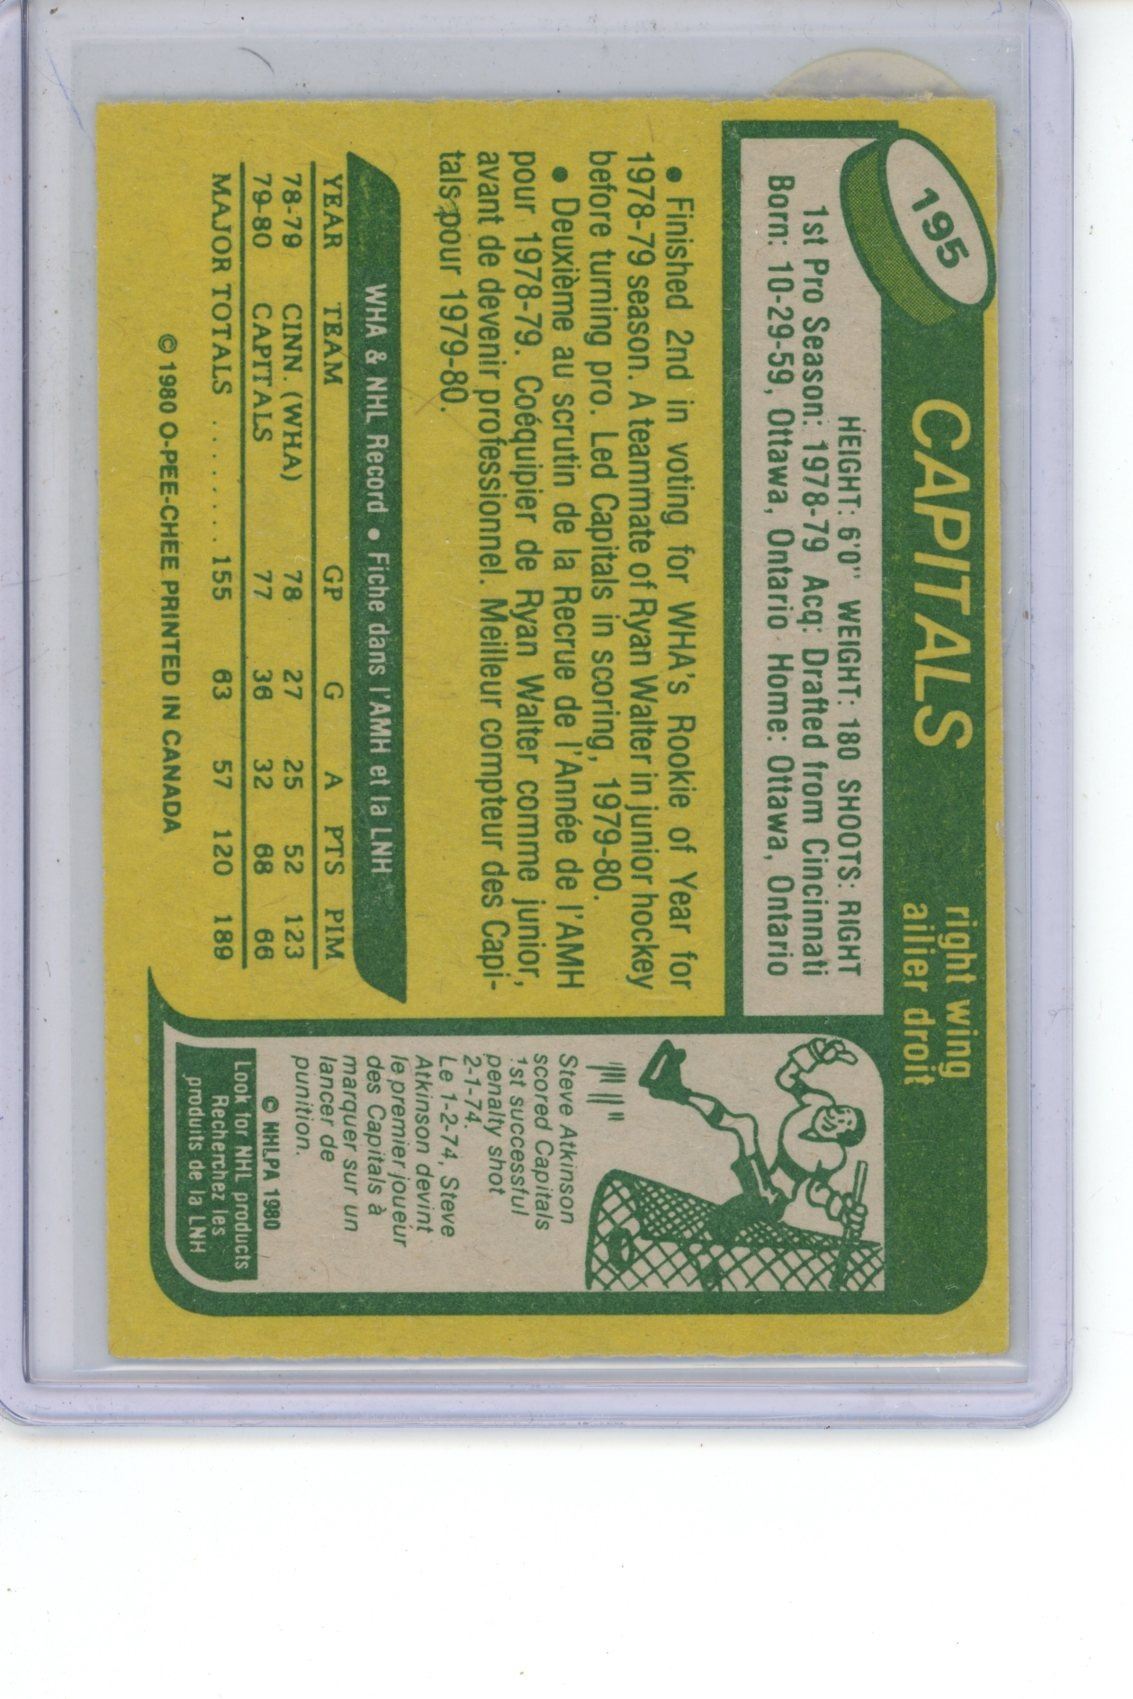 195
CAPITALS
right wing
ailier droit
HEIGHT: 6'0" WEIGHT: 180 SHOOTS: RIGHT
1st Pro Season: 1978-79 Acq: Drafted from Cincinnati
Born: 10-29-59, Ottawa, Ontario Home: Ottawa, Ontario
• Finished 2nd in voting for WHA's Rookie of Year for
1978-79 season. A teammate of Ryan Walter in junior hockey
before turning pro. Led Capitals in scoring, 1979-80.
• Deuxième au scrutin de la Recrue de l'Année de l'AMH
pour 1978-79. Coéquipier de Ryan Walter comme junior,
avant de devenir professionnel. Meilleur compteur des Capi-
tals pour 1979-80.
WHA & NHL Record • Fiche dans l'AMH et la LNH
YEAR TEAM GP G A PTS PIM
78-79 CINN. (WHA) 78 27 25 52 123
79-80 CAPITALS 77 36 32 68 66
MAJOR TOTALS ......... 155 63 57 120 189
© 1980 O-PEE-CHEE PRINTED IN CANADA
Steve Atkinson
scored Capitals
1st successful
penalty shot
2-1-74.
Le 1-2-74, Steve
Atkinson devint
le premier joueur
des Capitals à
marquer sur un
lancer de
punition.
© NHLPA 1980
Look for NHL products
Recherchez les
produits de la LNH